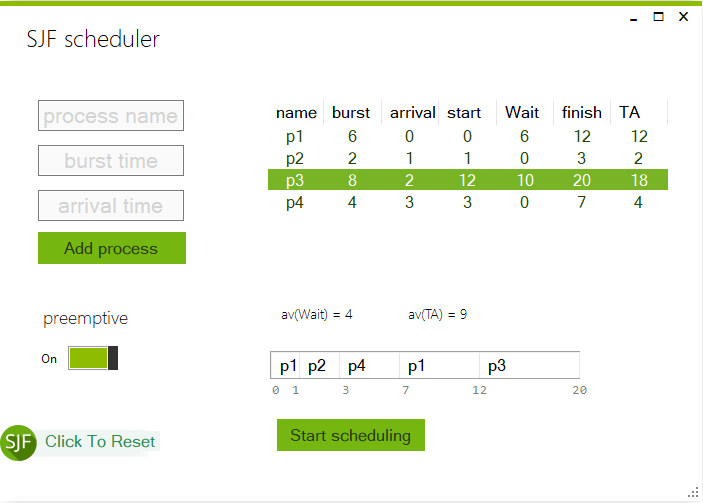 SJF scheduler
process name
burst time
arrival time
Add process
name burst arrival start Wait finish TA
p1 6 0 0 6 12 12
p2 2 1 1 0 3 2
p3 8 2 12 10 20 18
p4 4 3 3 0 7 4
preemptive
On
av(Wait) = 4 av(TA) = 9
p1 p2 p4 p1 p3
0 1 3 7 12 20
SJF Click To Reset
Start scheduling